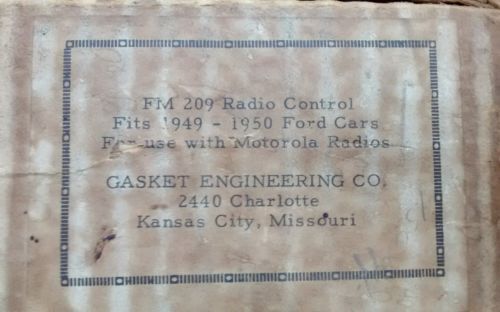 FM 209 Radio Control
Fits 1949 - 1950 Ford Cars
For use with Motorola Radios
GASKET ENGINEERING CO.
2440 Charlotte
Kansas City, Missouri